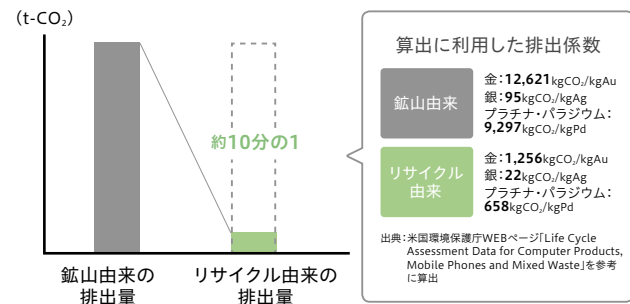 (t-CO₂)
約10分の1
鉱山由来の
排出量
リサイクル由来の
排出量
算出に利用した排出係数
鉱山由来
金：12,621kgCO₂/kgAu
銀：95kgCO₂/kgAg
プラチナ・パラジウム：
9,297kgCO₂/kgPd
リサイクル
由来
金：1,256kgCO₂/kgAu
銀：22kgCO₂/kgAg
プラチナ・パラジウム：
658kgCO₂/kgPd
出典：米国環境保護庁WEBページ「Life Cycle
Assessment Data for Computer Products,
Mobile Phones and Mixed Waste」を参考
に算出